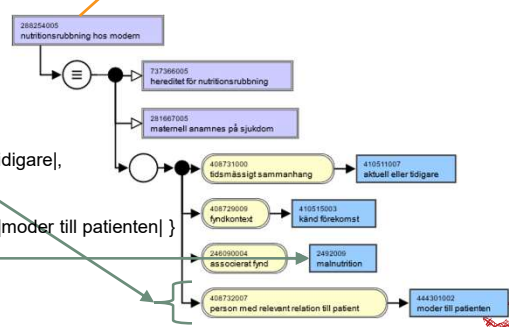 288254005
nutritionsrubbning hos modern
737366005
hereditet för nutritionsrubbning
281667005
maternell anamnes på sjukdom
idigare|,
408731000
tidsmässigt sammanhang
410511007
aktuell eller tidigare
408729009
fyndkontext
410515003
känd förekomst
|moder till patienten| }
246090004
associerat fynd
2492009
malnutrition
408732007
person med relevant relation till patient
444301002
moder till patienten